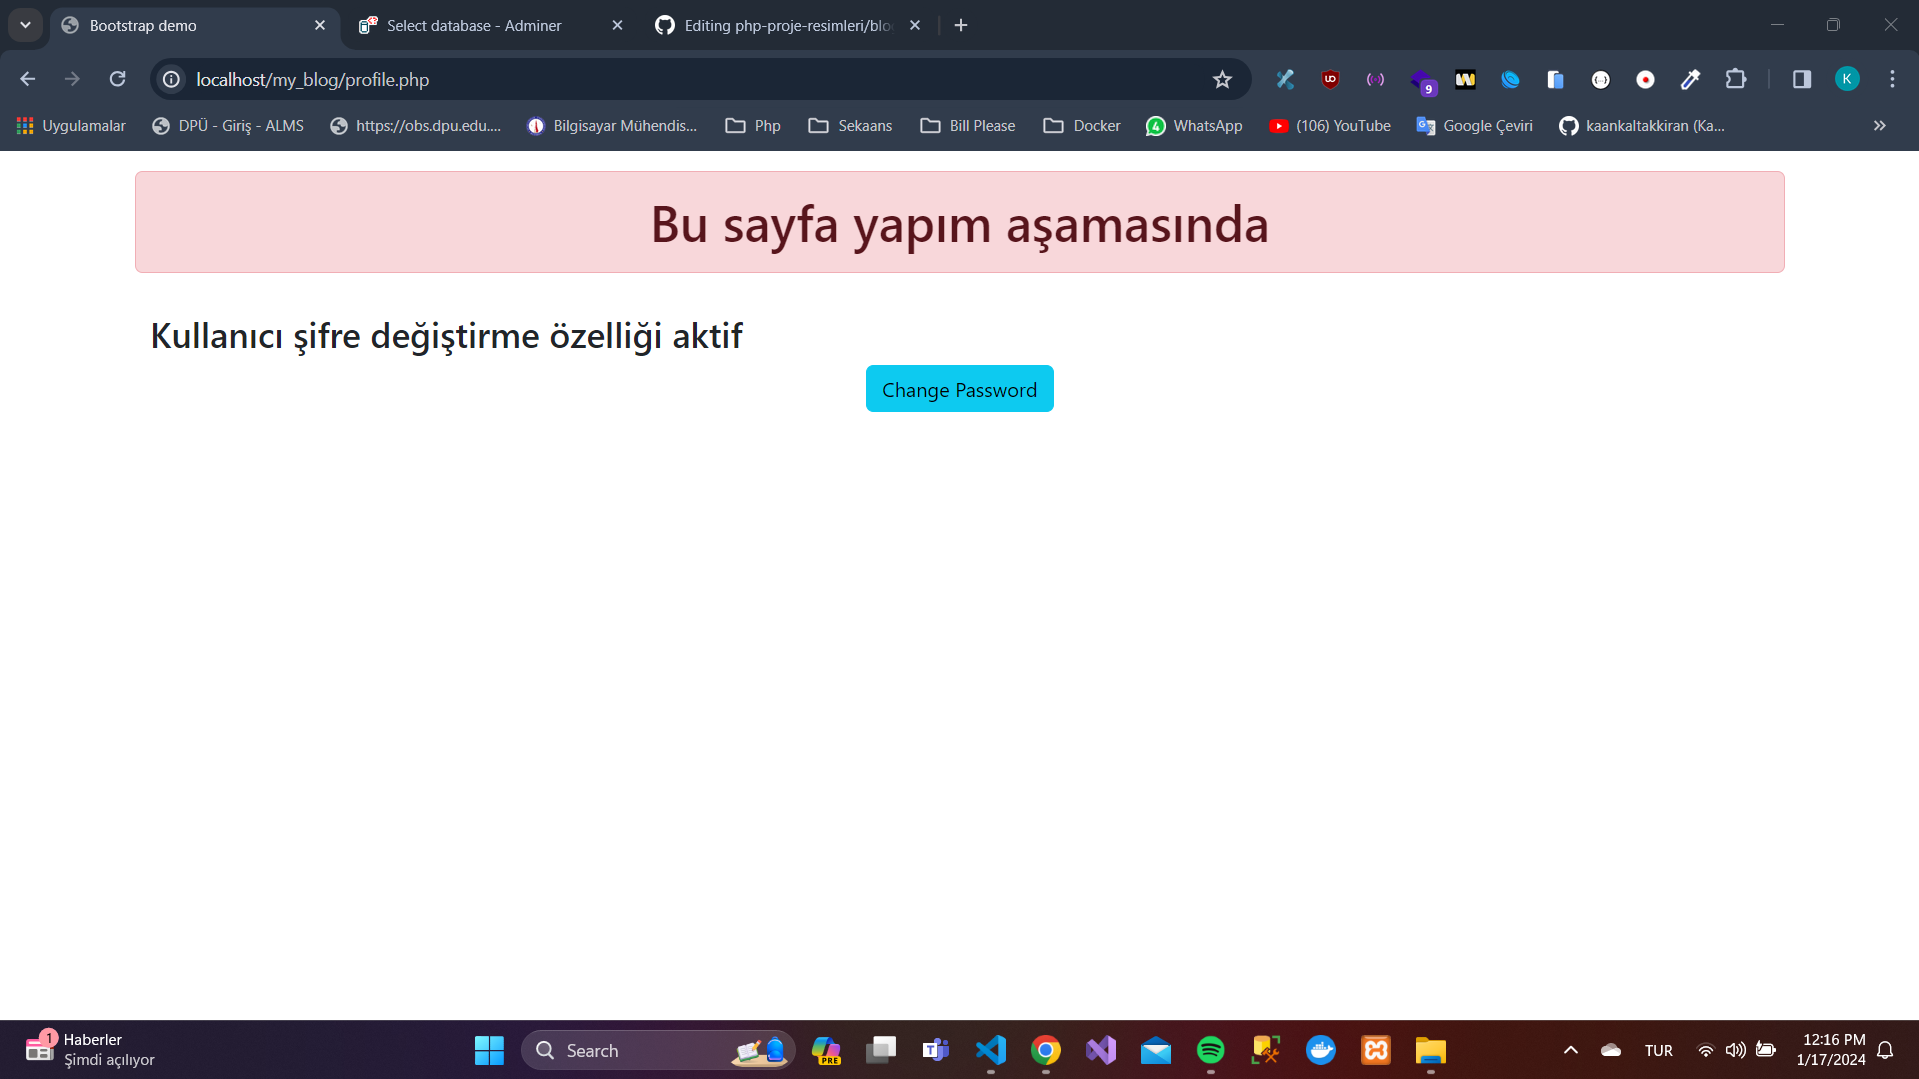 Bootstrap demo
Select database - Adminer
Editing php-proje-resimleri/blo
localhost/my_blog/profile.php
9
K
Uygulamalar
DPÜ - Giriş - ALMS
https://obs.dpu.edu....
Bilgisayar Mühendis...
Php
Sekaans
Bill Please
Docker
4
WhatsApp
(106) YouTube
Google Çeviri
kaankaltakkiran (Ka...
Bu sayfa yapım aşamasında
Kullanıcı şifre değiştirme özelliği aktif
Change Password
1
Haberler
Şimdi açılıyor
Search
PRE
TUR
12:16 PM
1/17/2024